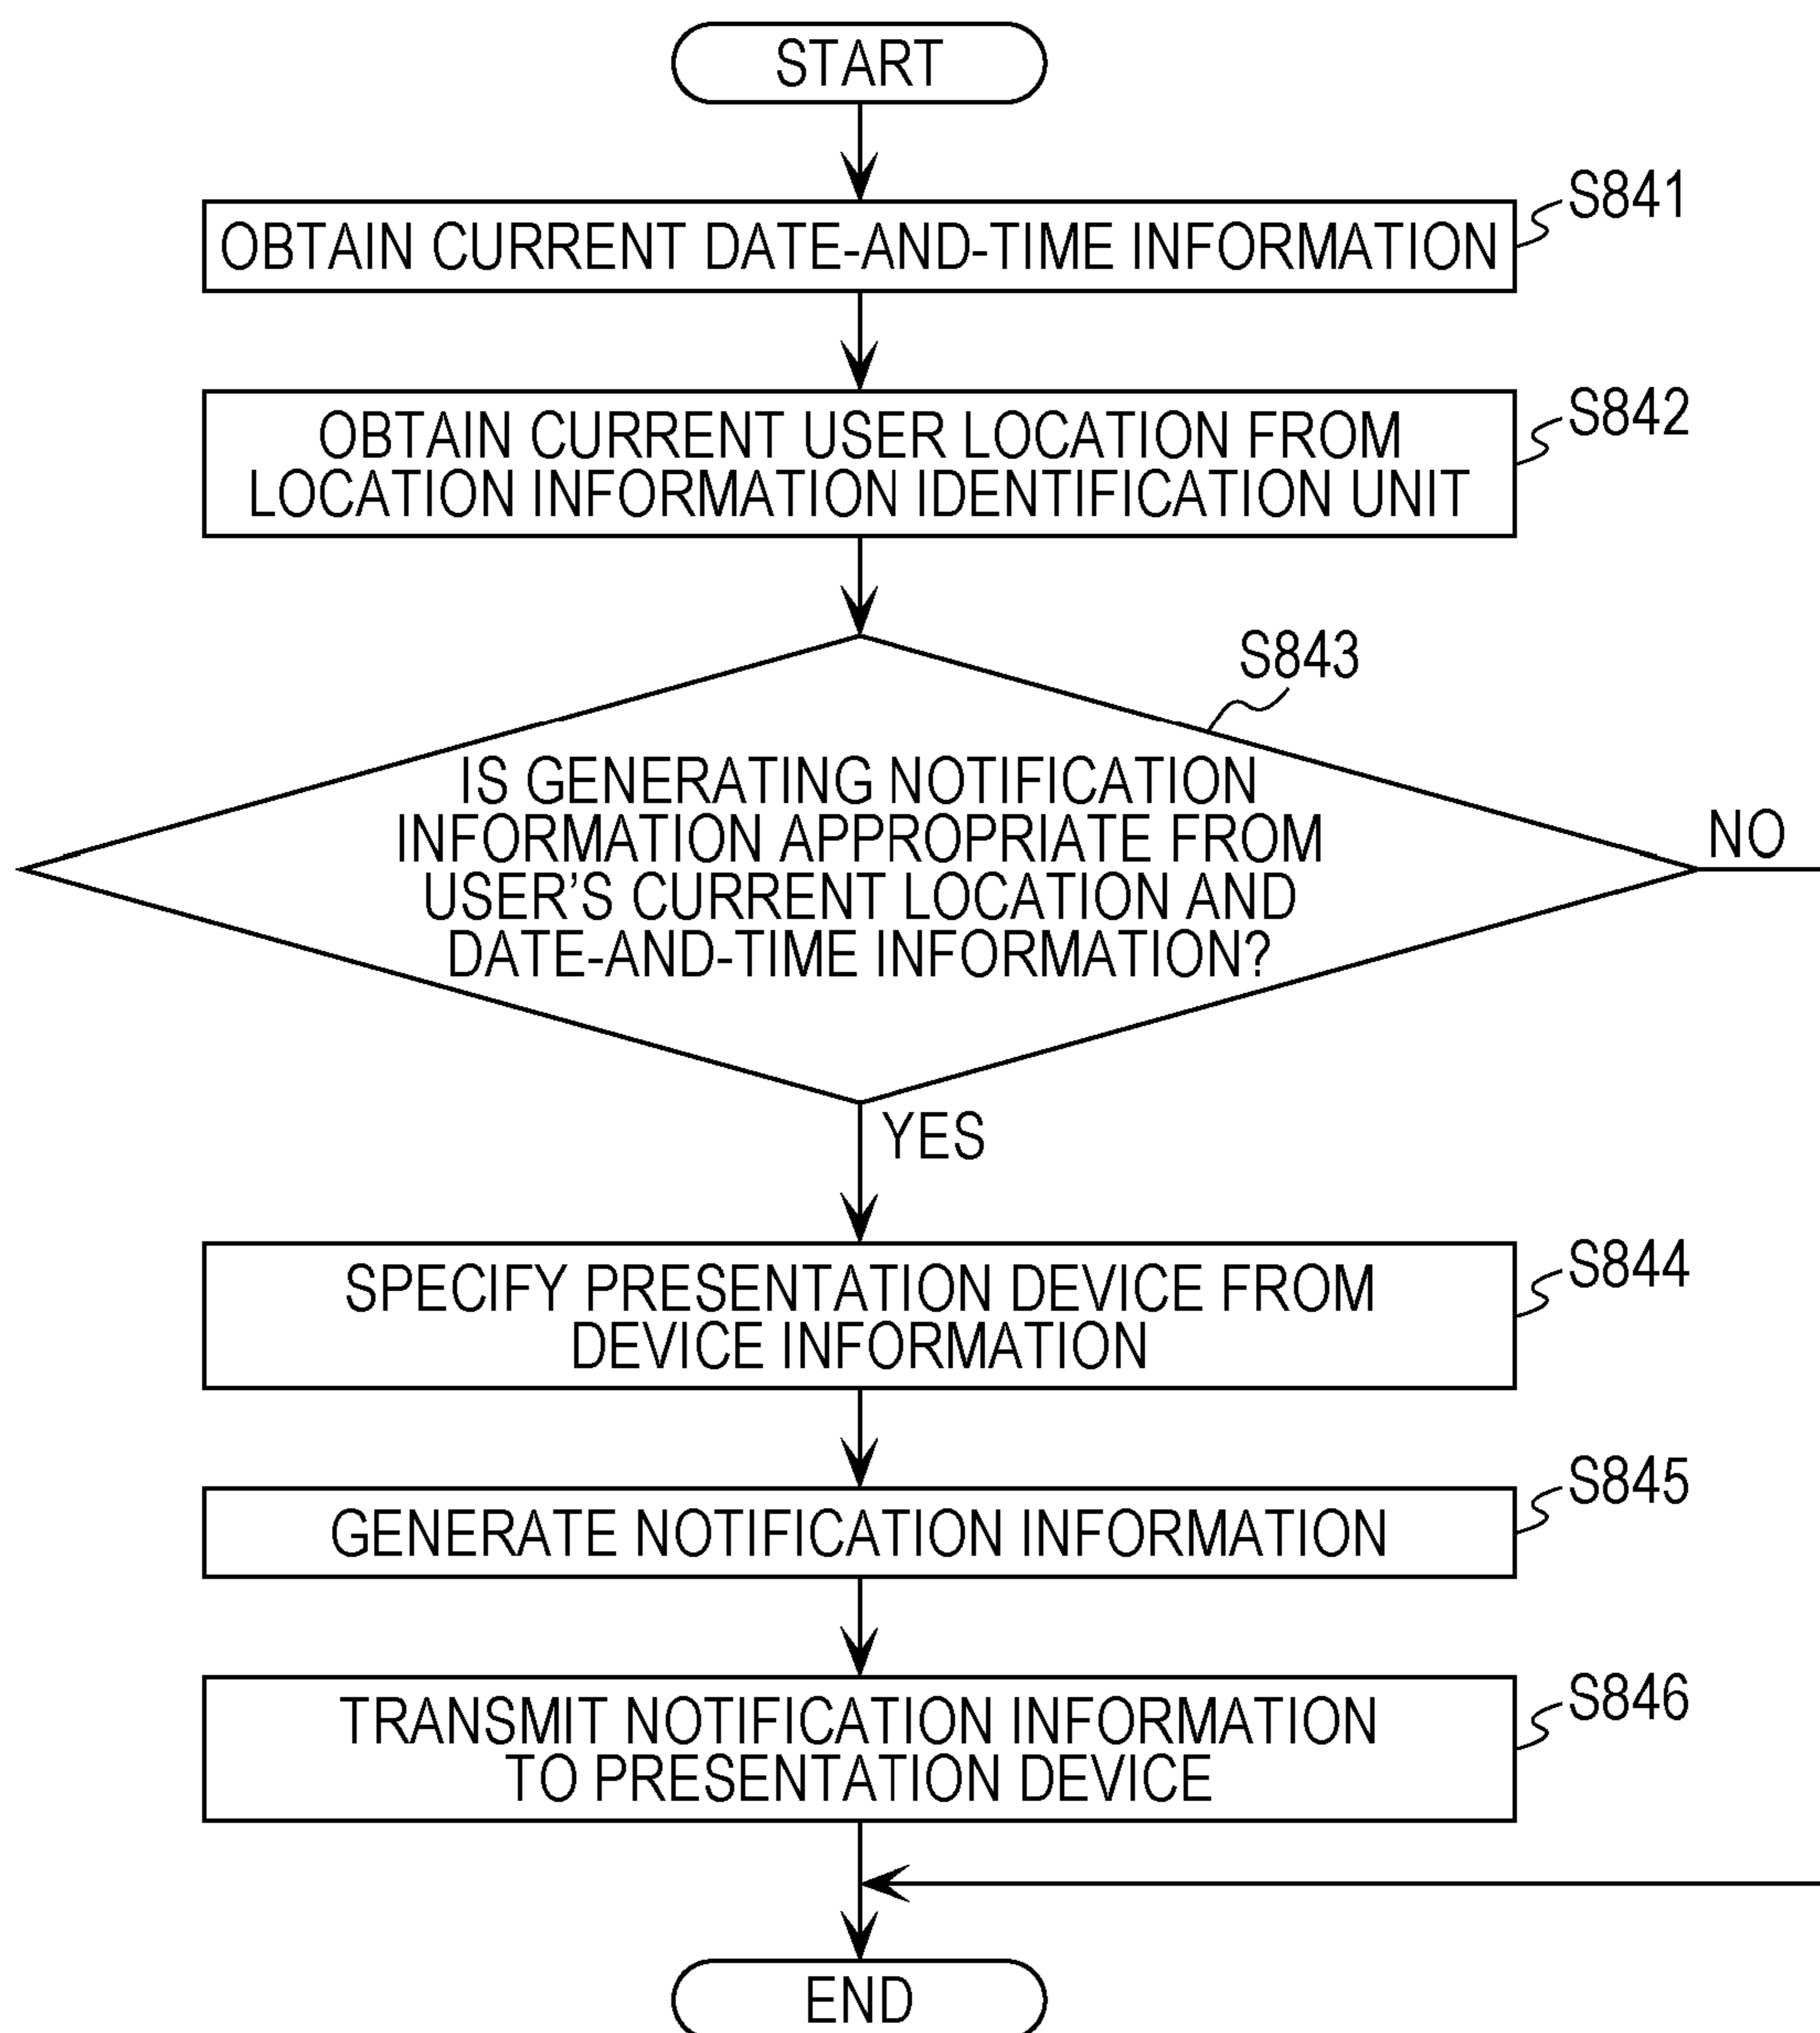 START
S841
OBTAIN CURRENT DATE-AND-TIME INFORMATION
S842
OBTAIN CURRENT USER LOCATION FROM
LOCATION INFORMATION IDENTIFICATION UNIT
S843
IS GENERATING NOTIFICATION
INFORMATION APPROPRIATE FROM
USER’S CURRENT LOCATION AND
DATE-AND-TIME INFORMATION?
NO
YES
S844
SPECIFY PRESENTATION DEVICE FROM
DEVICE INFORMATION
S845
GENERATE NOTIFICATION INFORMATION
S846
TRANSMIT NOTIFICATION INFORMATION
TO PRESENTATION DEVICE
END